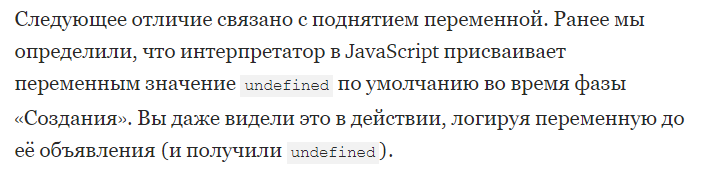 Следующее отличие связано с поднятием переменной. Ранее мы
определили, что интерпретатор в JavaScript присваивает
переменным значение undefined по умолчанию во время фазы
«Создания». Вы даже видели это в действии, логируя переменную до
её объявления (и получили undefined).